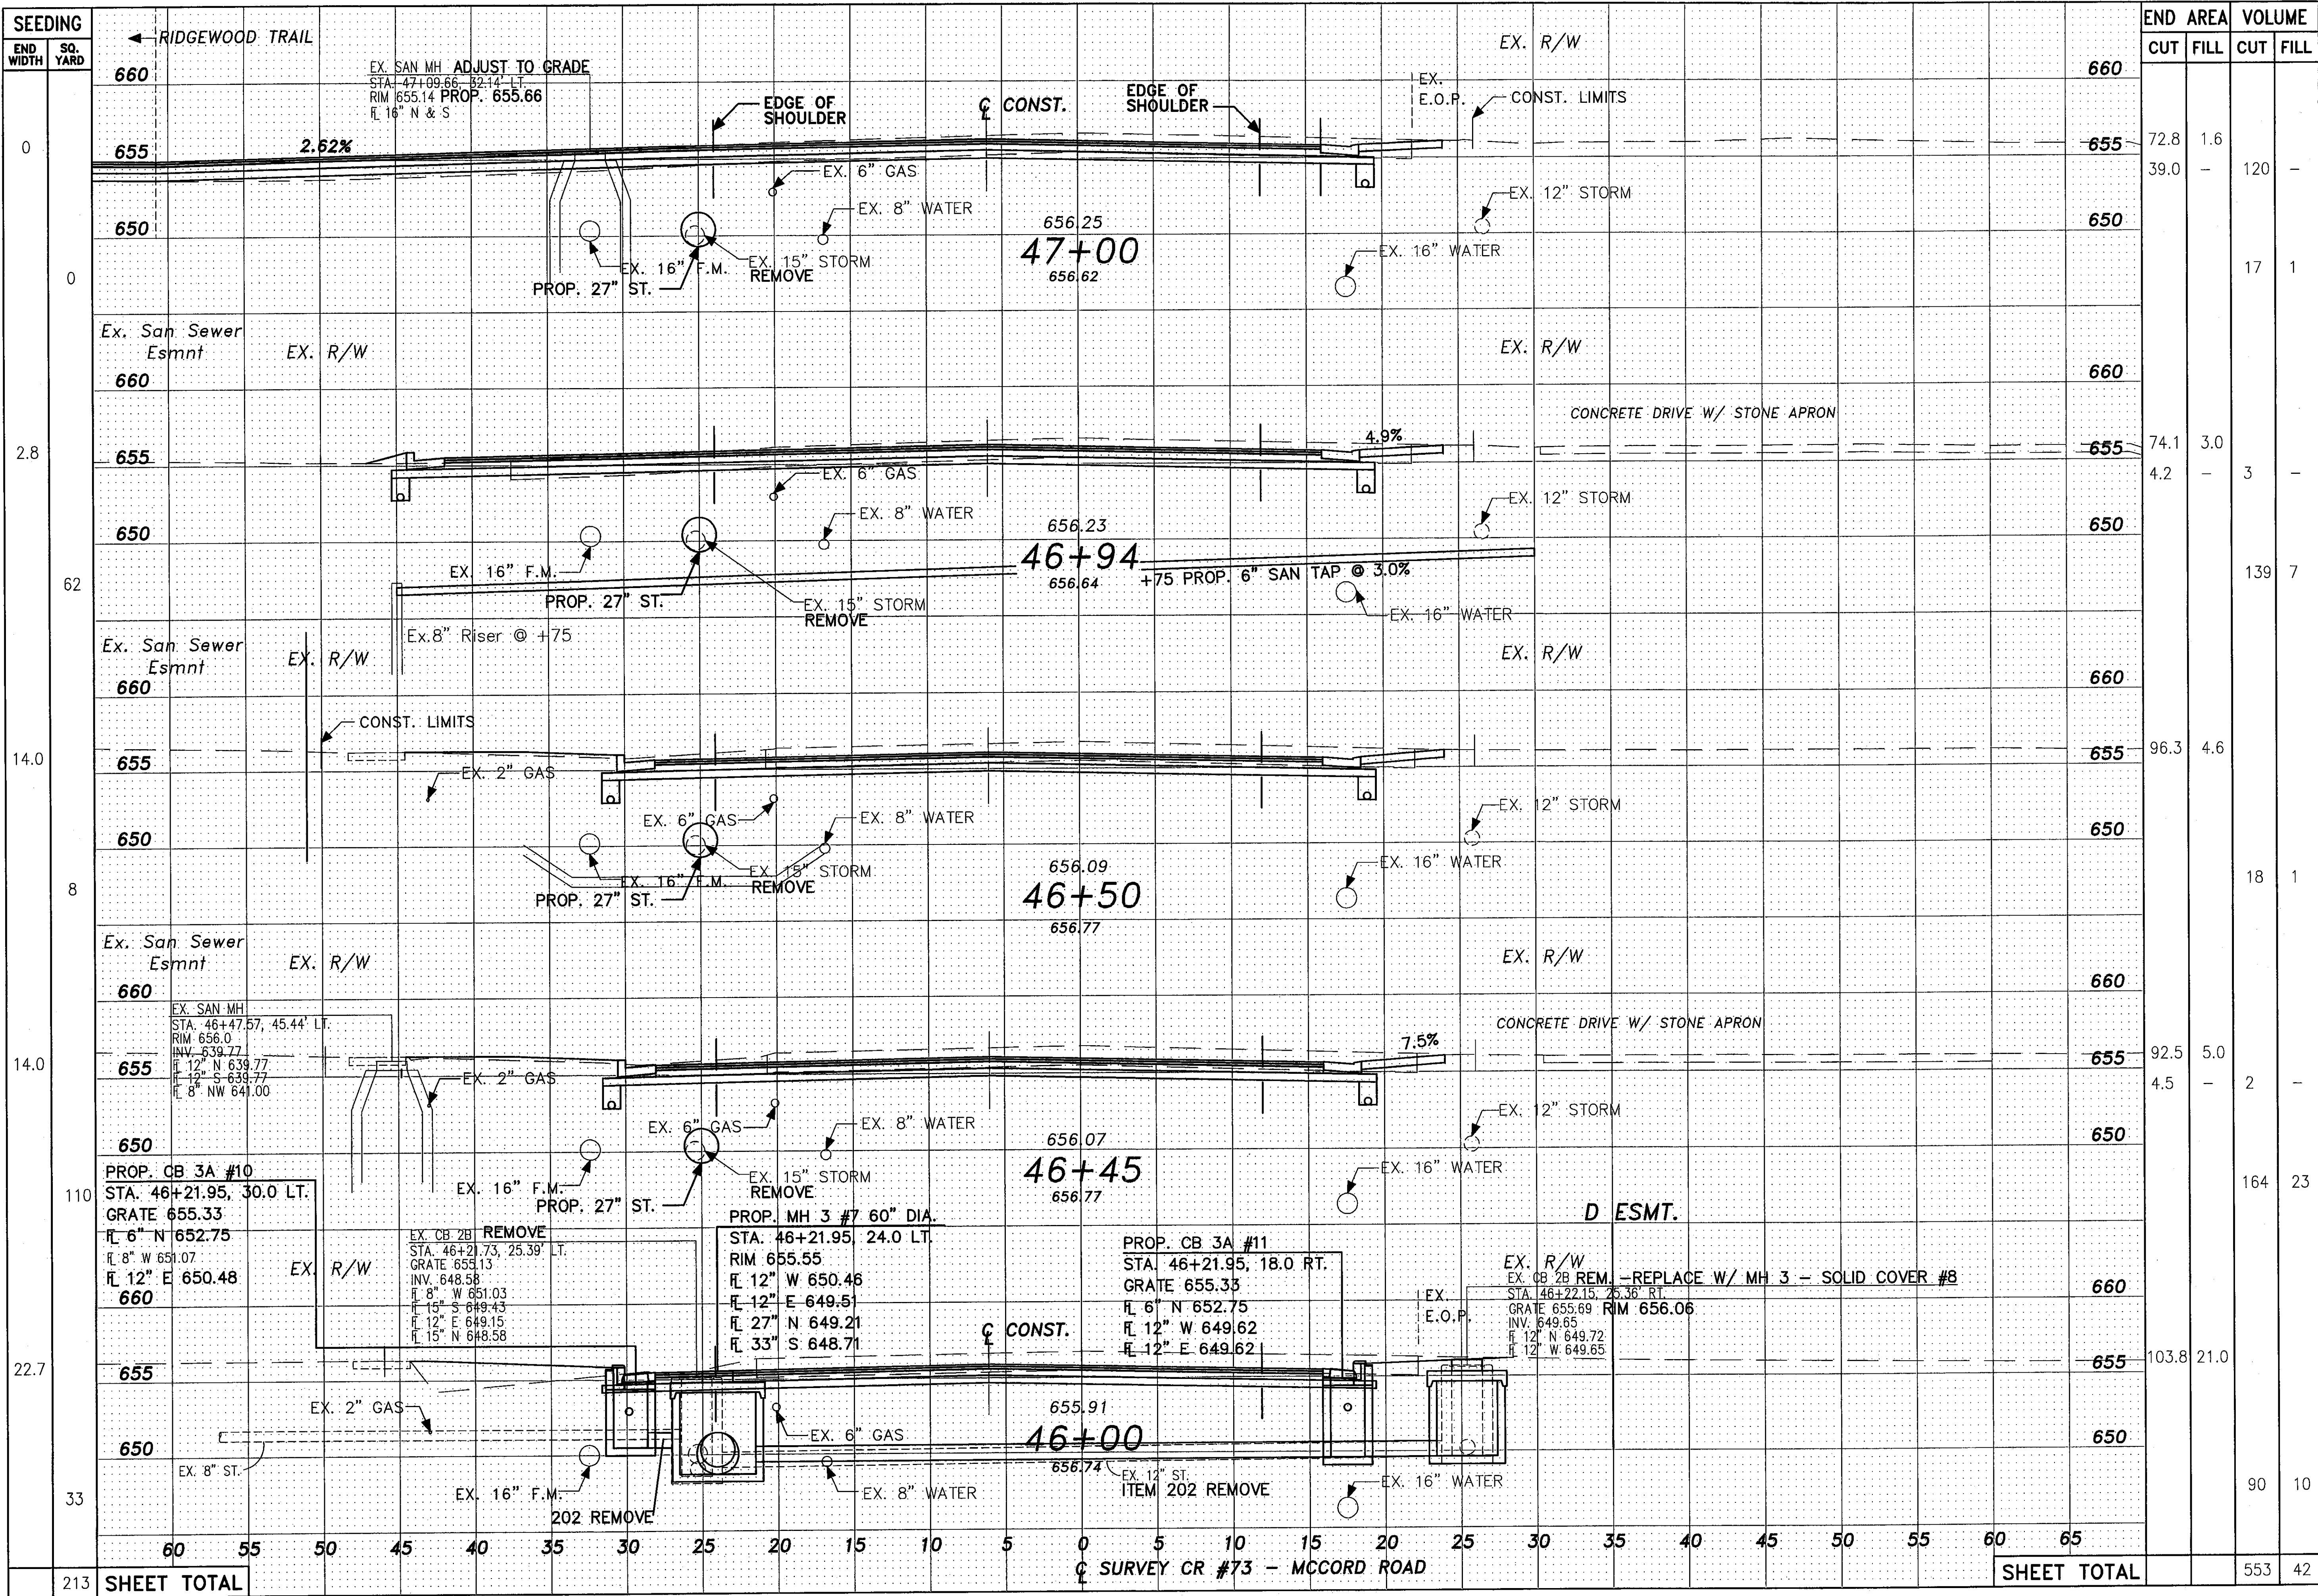 SEEDING
END WIDTH
SQ. YARD
END AREA
VOLUME
CUT
FILL
CUT
FILL
RIDGEWOOD TRAIL
EX. R/W
660
660
EX. SAN MH ADJUST TO GRADE
STA. 47+09.66, 32.14' LT.
RIM 655.14 PROP. 655.66
FL 16" N & S
EDGE OF SHOULDER
℄ CONST.
EDGE OF SHOULDER
EX. E.O.P.
CONST. LIMITS
0
2.62%
655
655
72.8
1.6
39.0
–
120
–
EX. 6" GAS
EX. 8" WATER
EX. 12" STORM
650
650
656.25
47+00
656.62
EX. 16" F.M.
EX. 15" STORM
REMOVE
PROP. 27" ST.
EX. 16" WATER
0
17
1
Ex. San Sewer
Esmnt
EX. R/W
EX. R/W
660
660
CONCRETE DRIVE W/ STONE APRON
4.9%
2.8
655
655
74.1
3.0
4.2
–
3
–
EX. 6" GAS
EX. 8" WATER
EX. 12" STORM
650
650
656.23
46+94
656.64
EX. 16" F.M.
+75 PROP. 6" SAN TAP @ 3.0%
PROP. 27" ST.
EX. 15" STORM
REMOVE
EX. 16" WATER
62
139
7
Ex.8" Riser @ +75
Ex. San Sewer
Esmnt
EX. R/W
EX. R/W
660
660
CONST. LIMITS
14.0
655
655
96.3
4.6
EX. 2" GAS
EX. 6" GAS
EX. 8" WATER
EX. 12" STORM
650
650
656.09
46+50
656.77
EX. 16" F.M.
EX. 15" STORM
REMOVE
PROP. 27" ST.
EX. 16" WATER
8
18
1
Ex. San Sewer
Esmnt
EX. R/W
EX. R/W
660
660
EX. SAN MH
STA. 46+47.57, 45.44' LT.
RIM 656.0
INV. 639.77
FL 12" N 639.77
FL 12" S 639.77
FL 8" NW 641.00
CONCRETE DRIVE W/ STONE APRON
7.5%
14.0
655
655
92.5
5.0
4.5
–
2
–
EX. 2" GAS
EX. 6" GAS
EX. 8" WATER
EX. 12" STORM
650
650
656.07
46+45
656.77
EX. 16" F.M.
EX. 15" STORM
REMOVE
PROP. 27" ST.
EX. 16" WATER
110
164
23
PROP. CB 3A #10
STA. 46+21.95, 30.0 LT.
GRATE 655.33
FL 6" N 652.75
FL 8" W 651.07
FL 12" E 650.48
EX. R/W
EX. CB 2B REMOVE
STA. 46+21.73, 25.39' LT.
GRATE 655.13
INV. 648.58
FL 8" W 651.03
FL 15" S 649.43
FL 12" E 649.15
FL 15" N 648.58
PROP. MH 3 #7 60" DIA.
STA. 46+21.95, 24.0 LT.
RIM 655.55
FL 12" W 650.46
FL 12" E 649.51
FL 27" N 649.21
FL 33" S 648.71
℄ CONST.
PROP. CB 3A #11
STA. 46+21.95, 18.0 RT.
GRATE 655.33
FL 6" N 652.75
FL 12" W 649.62
FL 12" E 649.62
D ESMT.
EX. R/W
EX. CB 2B REM. -REPLACE W/ MH 3 - SOLID COVER #8
STA. 46+22.15, 25.36' RT.
GRATE 655.69 RIM 656.06
INV. 649.65
FL 12" N 649.72
FL 12" W 649.65
EX. E.O.P.
660
660
22.7
655
655
103.8
21.0
EX. 2" GAS
EX. 6" GAS
650
650
655.91
46+00
656.74
EX. 8" ST.
EX. 16" F.M.
202 REMOVE
EX. 8" WATER
EX. 12" ST.
ITEM 202 REMOVE
EX. 16" WATER
33
90
10
60 55 50 45 40 35 30 25 20 15 10 5 0 5 10 15 20 25 30 35 40 45 50 55 60 65
℄ SURVEY CR #73 - MCCORD ROAD
213
SHEET TOTAL
SHEET TOTAL
553
42